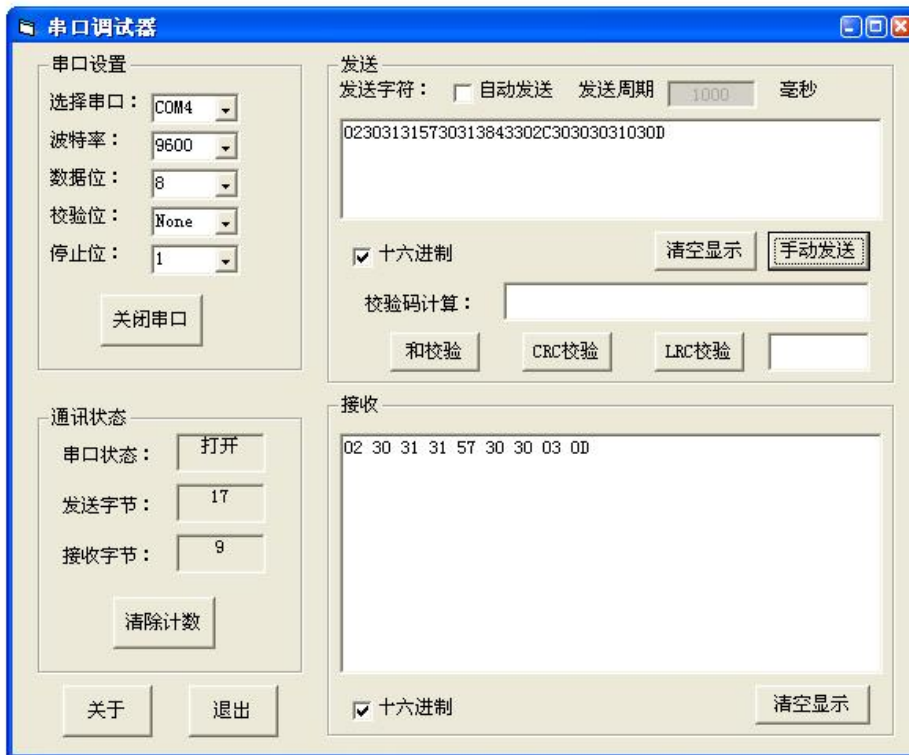 串口调试器
串口设置
选择串口： COM4
波特率： 9600
数据位： 8
校验位： None
停止位： 1
关闭串口
发送
发送字符： 自动发送 发送周期 1000 毫秒
023031315730313843302C30303031030D
十六进制 清空显示 手动发送
校验码计算：
和校验 CRC校验 LRC校验
通讯状态
串口状态： 打开
发送字节： 17
接收字节： 9
清除计数
关于 退出
接收
02 30 31 31 57 30 30 03 0D
十六进制 清空显示